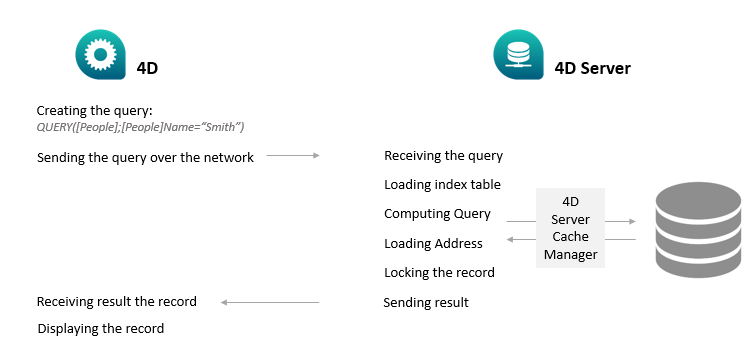 4D
4D Server
Creating the query:
QUERY([People];[People]Name=“Smith”)
Sending the query over the network
Receiving the query
Loading index table
Computing Query
Loading Address
Locking the record
Sending result
4D
Server
Cache
Manager
Receiving result the record
Displaying the record